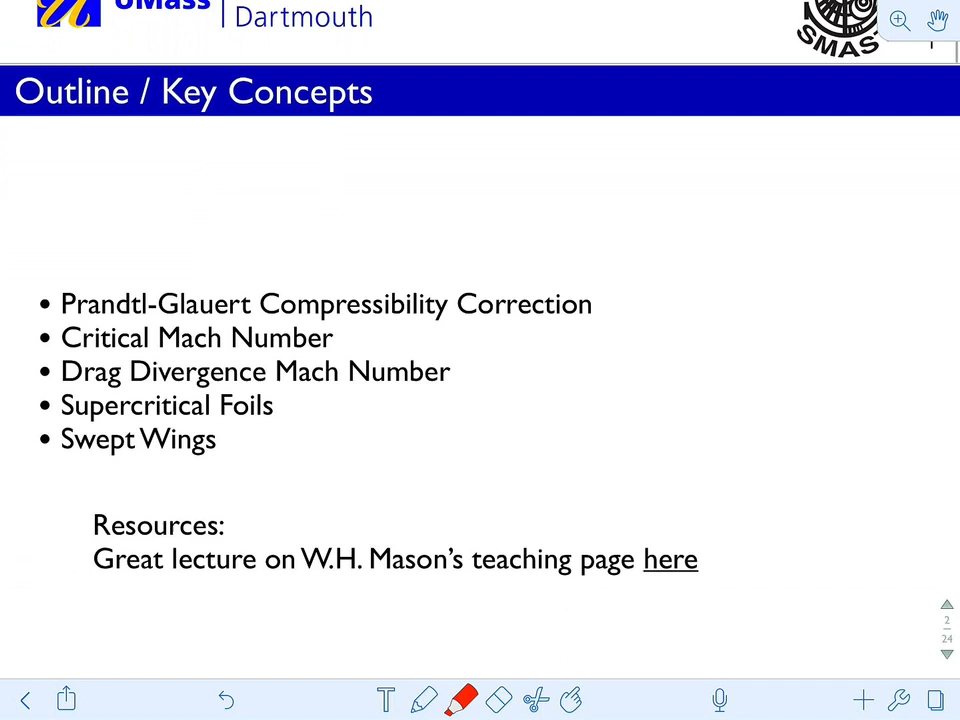 UMass
Dartmouth
SMAST
Outline / Key Concepts
• Prandtl-Glauert Compressibility Correction
• Critical Mach Number
• Drag Divergence Mach Number
• Supercritical Foils
• Swept Wings
Resources:
Great lecture on W.H. Mason's teaching page here
2
24
T